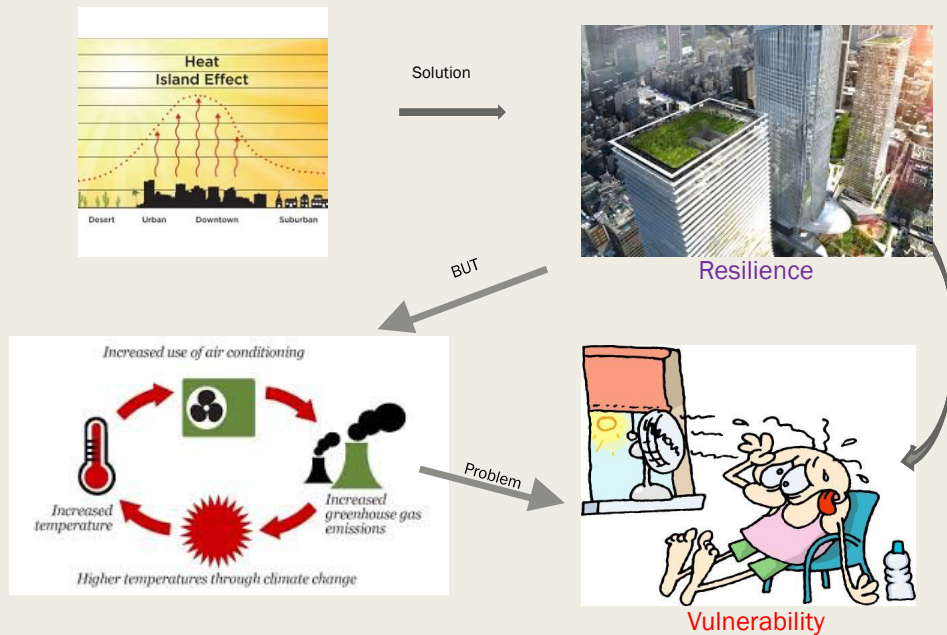 Heat
Island Effect
Desert Urban Downtown Suburban
Solution
Resilience
BUT
Increased use of air conditioning
Increased
temperature
Increased
greenhouse gas
emissions
Higher temperatures through climate change
Problem
Vulnerability